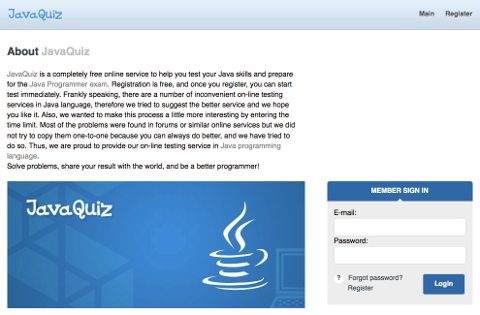 JavaQuiz
Main Register
About JavaQuiz
JavaQuiz is a completely free online service to help you test your Java skills and prepare
for the Java Programmer exam. Registration is free, and once you register, you can start
test immediately. Frankly speaking, there are a number of inconvenient on-line testing
services in Java language, therefore we tried to suggest the better service and we hope
you like it. Also, we wanted to make this process a little more interesting by entering the
time limit. Most of the problems were found in forums or similar online services but we did
not try to copy them one-to-one because you can always do better, and we have tried to
do so. Thus, we are proud to provide our on-line testing service in Java programming
language.
Solve problems, share your result with the world, and be a better programmer!
JavaQuiz
MEMBER SIGN IN
E-mail:
Password:
? Forgot password?
Register
Login